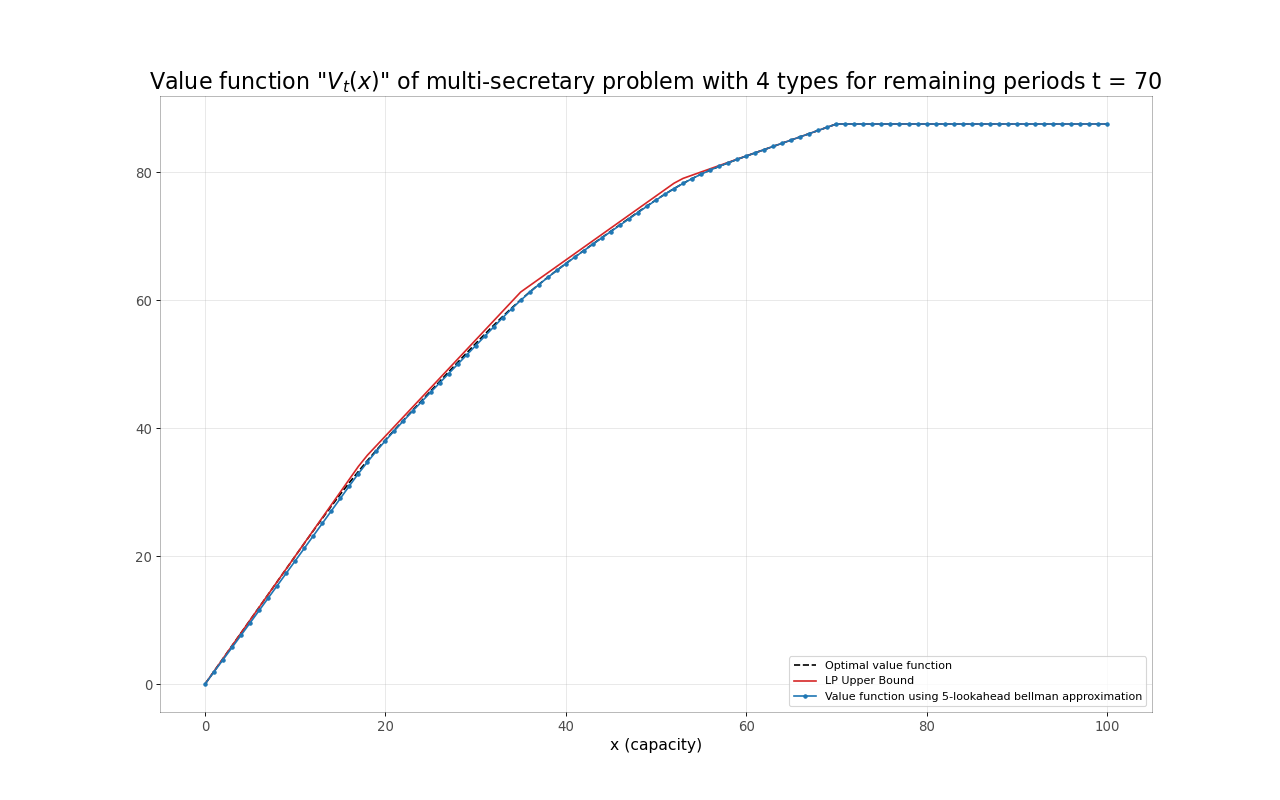 Value function "V_t(x)" of multi-secretary problem with 4 types for remaining periods t = 70
80
60
40
20
0
Optimal value function
LP Upper Bound
Value function using 5-lookahead bellman approximation
0 20 40 60 80 100
x (capacity)